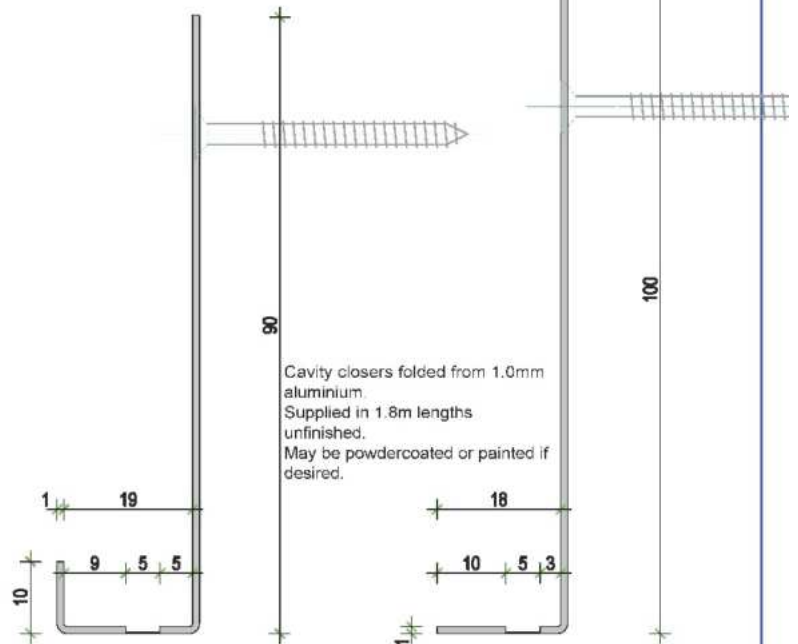 90
100
Cavity closers folded from 1.0mm
aluminium.
Supplied in 1.8m lengths
unfinished.
May be powdercoated or painted if
desired.
1 19
18
9 5 5
10 5 3
10
1